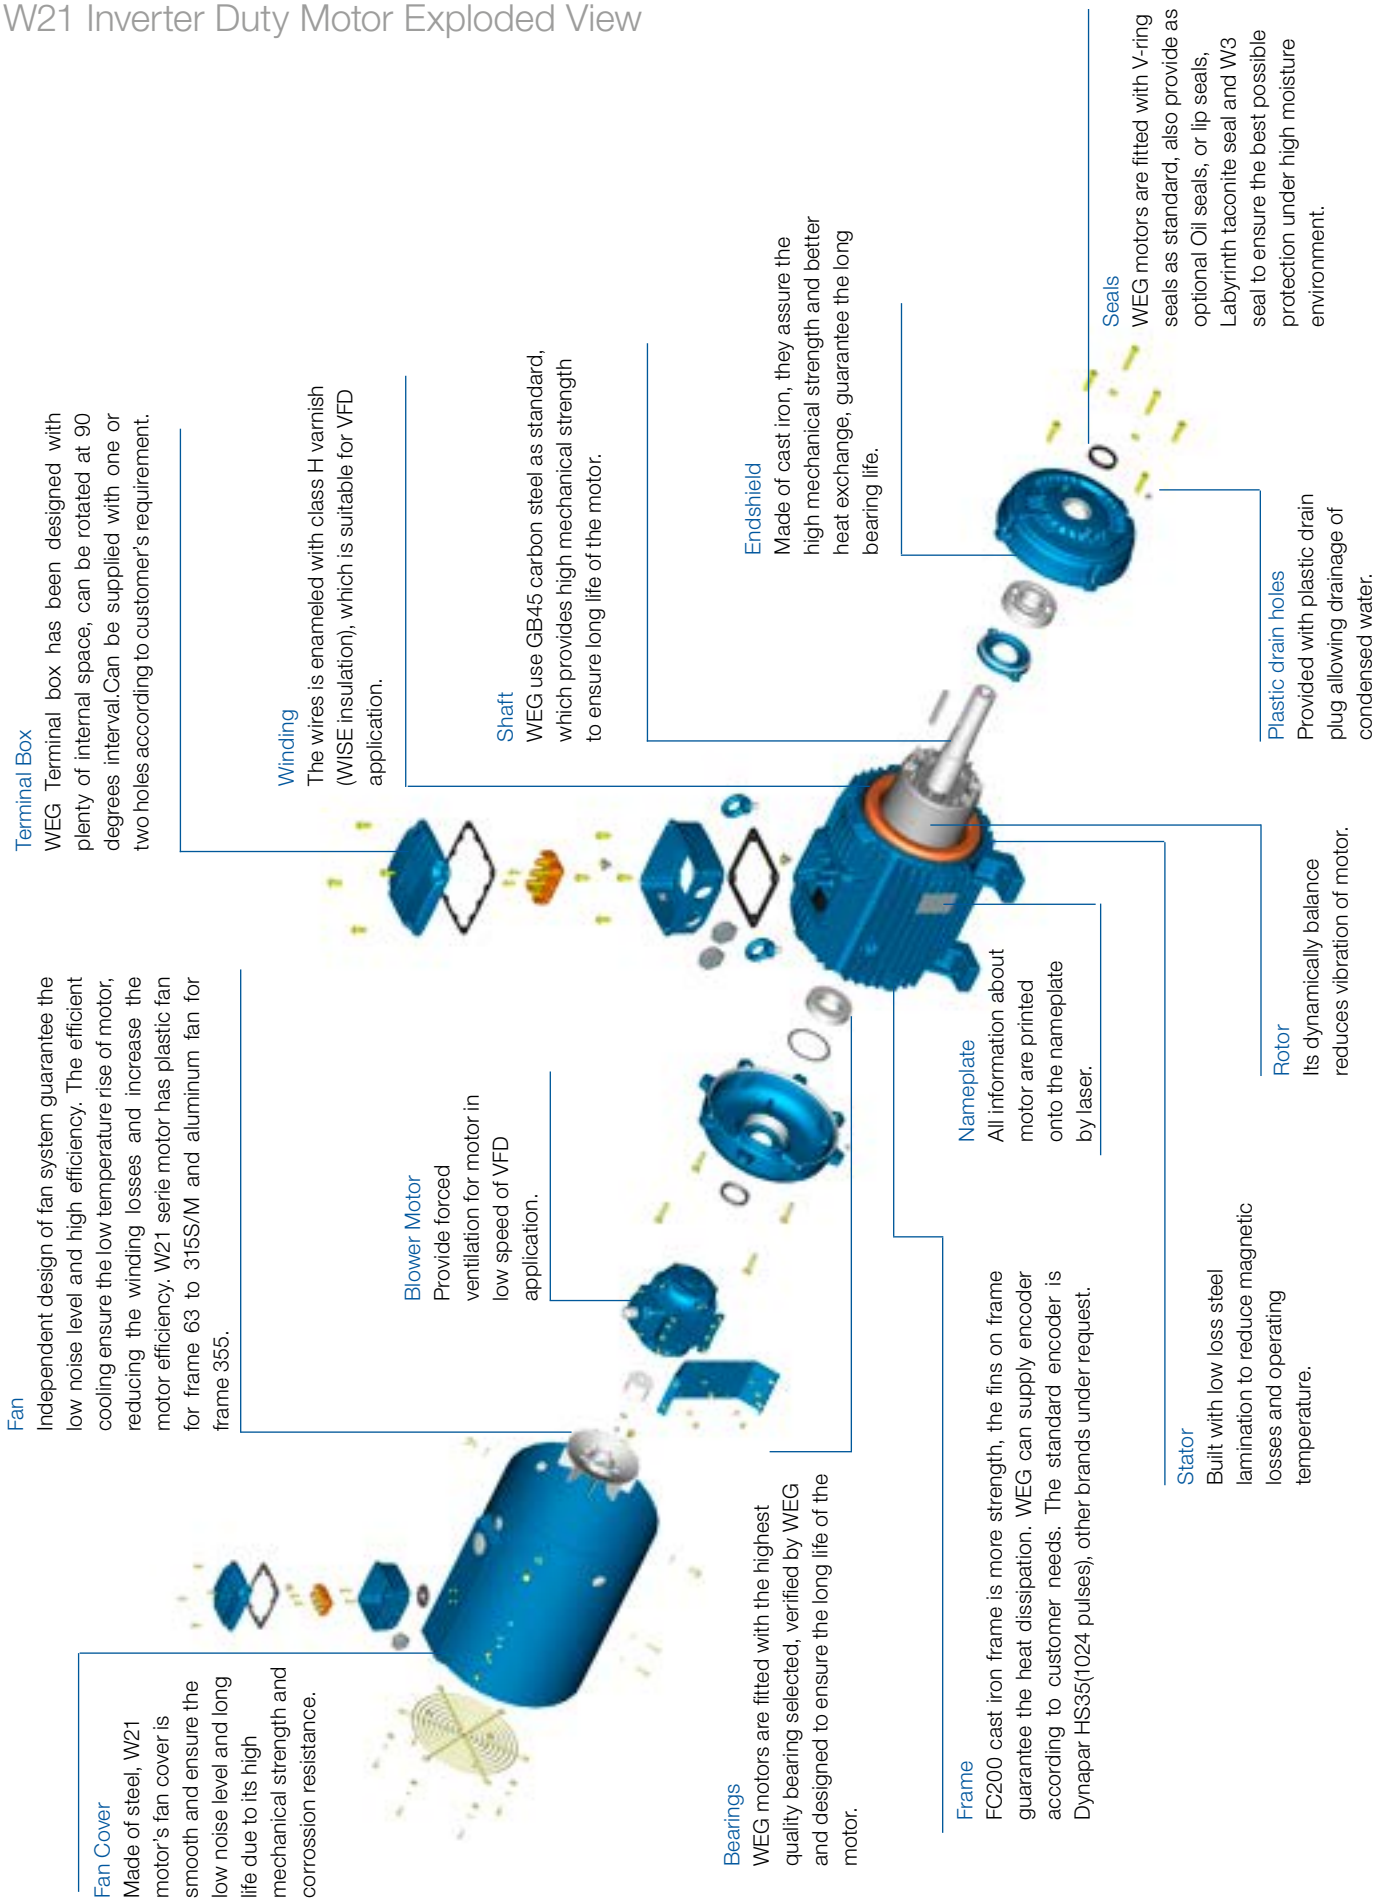 W21 Inverter Duty Motor Exploded View
Fan Cover
Made of steel, W21
motor's fan cover is
smooth and ensure the
low noise level and long
life due to its high
mechanical strength and
corrossion resistance.
Fan
Independent design of fan system guarantee the
low noise level and high efficiency. The efficient
cooling ensure the low temperature rise of motor,
reducing the winding losses and increase the
motor efficiency. W21 serie motor has plastic fan
for frame 63 to 315S/M and aluminum fan for
frame 355.
Terminal Box
WEG Terminal box has been designed with
plenty of internal space, can be rotated at 90
degrees interval.Can be supplied with one or
two holes according to customer's requirement.
Winding
The wires is enameled with class H varnish
(WISE insulation), which is suitable for VFD
application.
Blower Motor
Provide forced
ventilation for motor in
low speed of VFD
application.
Shaft
WEG use GB45 carbon steel as standard,
which provides high mechanical strength
to ensure long life of the motor.
Endshield
Made of cast iron, they assure the
high mechanical strength and better
heat exchange, guarantee the long
bearing life.
Seals
WEG motors are fitted with V-ring
seals as standard, also provide as
optional Oil seals, or lip seals,
Labyrinth taconite seal and W3
seal to ensure the best possible
protection under high moisture
environment.
Bearings
WEG motors are fitted with the highest
quality bearing selected, verified by WEG
and designed to ensure the long life of the
motor.
Frame
FC200 cast iron frame is more strength, the fins on frame
guarantee the heat dissipation. WEG can supply encoder
according to customer needs. The standard encoder is
Dynapar HS35(1024 pulses), other brands under request.
Nameplate
All information about
motor are printed
onto the nameplate
by laser.
Stator
Built with low loss steel
lamination to reduce magnetic
losses and operating
temperature.
Rotor
Its dynamically balance
reduces vibration of motor.
Plastic drain holes
Provided with plastic drain
plug allowing drainage of
condensed water.